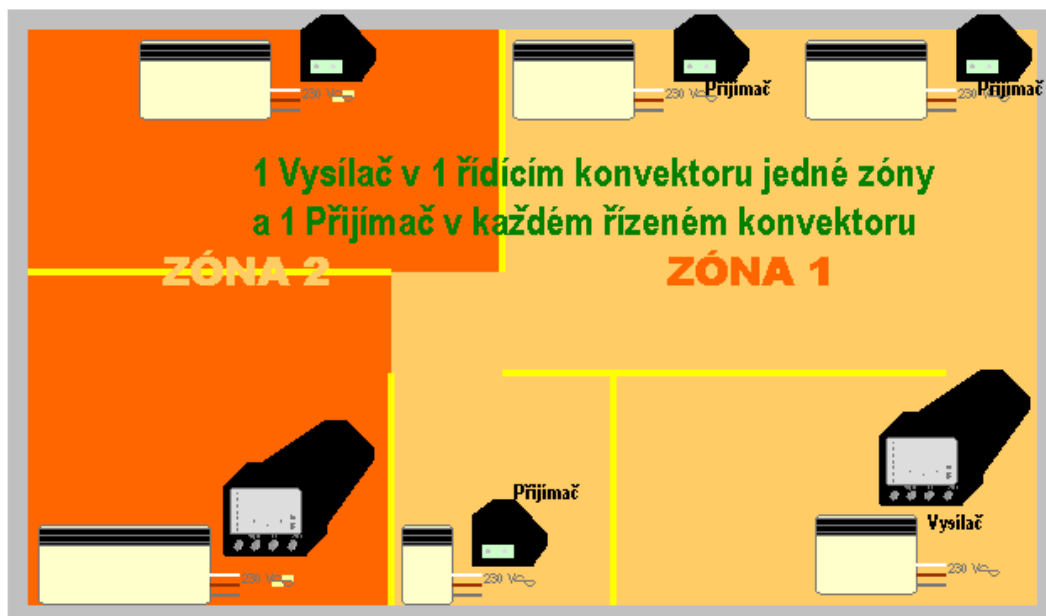 230 V
230 V
Přijímač
230 V
Přijímač
1 Vysílač v 1 řídícím konvektoru jedné zóny
a 1 Přijímač v každém řízeném konvektoru
ZÓNA 2
ZÓNA 1
Přijímač
Vysílač
230 V
230 V
230 V